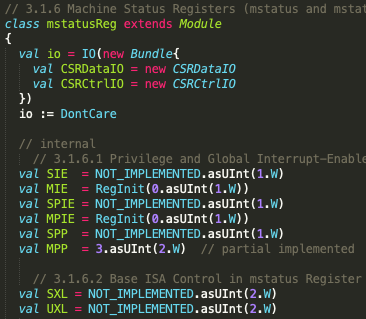 // 3.1.6 Machine Status Registers (mstatus and mstat
class mstatusReg extends Module
{
  val io = IO(new Bundle{
    val CSRDataIO = new CSRDataIO
    val CSRCtrlIO = new CSRCtrlIO
  })
  io := DontCare

  // internal
    // 3.1.6.1 Privilege and Global Interrupt-Enable
  val SIE  = NOT_IMPLEMENTED.asUInt(1.W)
  val MIE  = RegInit(0.asUInt(1.W))
  val SPIE = NOT_IMPLEMENTED.asUInt(1.W)
  val MPIE = RegInit(0.asUInt(1.W))
  val SPP  = NOT_IMPLEMENTED.asUInt(1.W)
  val MPP  = 3.asUInt(2.W)  // partial implemented

    // 3.1.6.2 Base ISA Control in mstatus Register
  val SXL = NOT_IMPLEMENTED.asUInt(2.W)
  val UXL = NOT_IMPLEMENTED.asUInt(2.W)